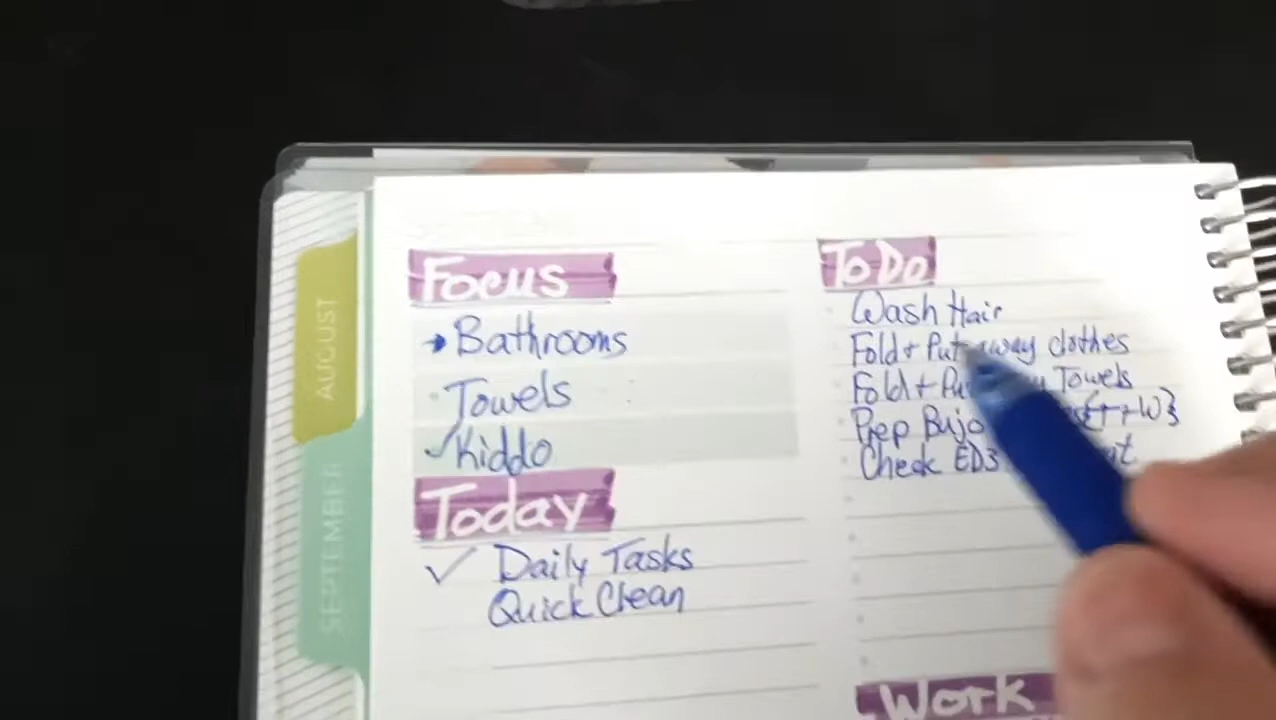 AUGUST
SEPTEMBER
Focus
Bathrooms
Towels
Kiddo
Today
Daily Tasks
Quick Clean
To Do
Wash Hair
Fold + Put away clothes
Fold + Towels
Prep Bujo
Check ED3
Work